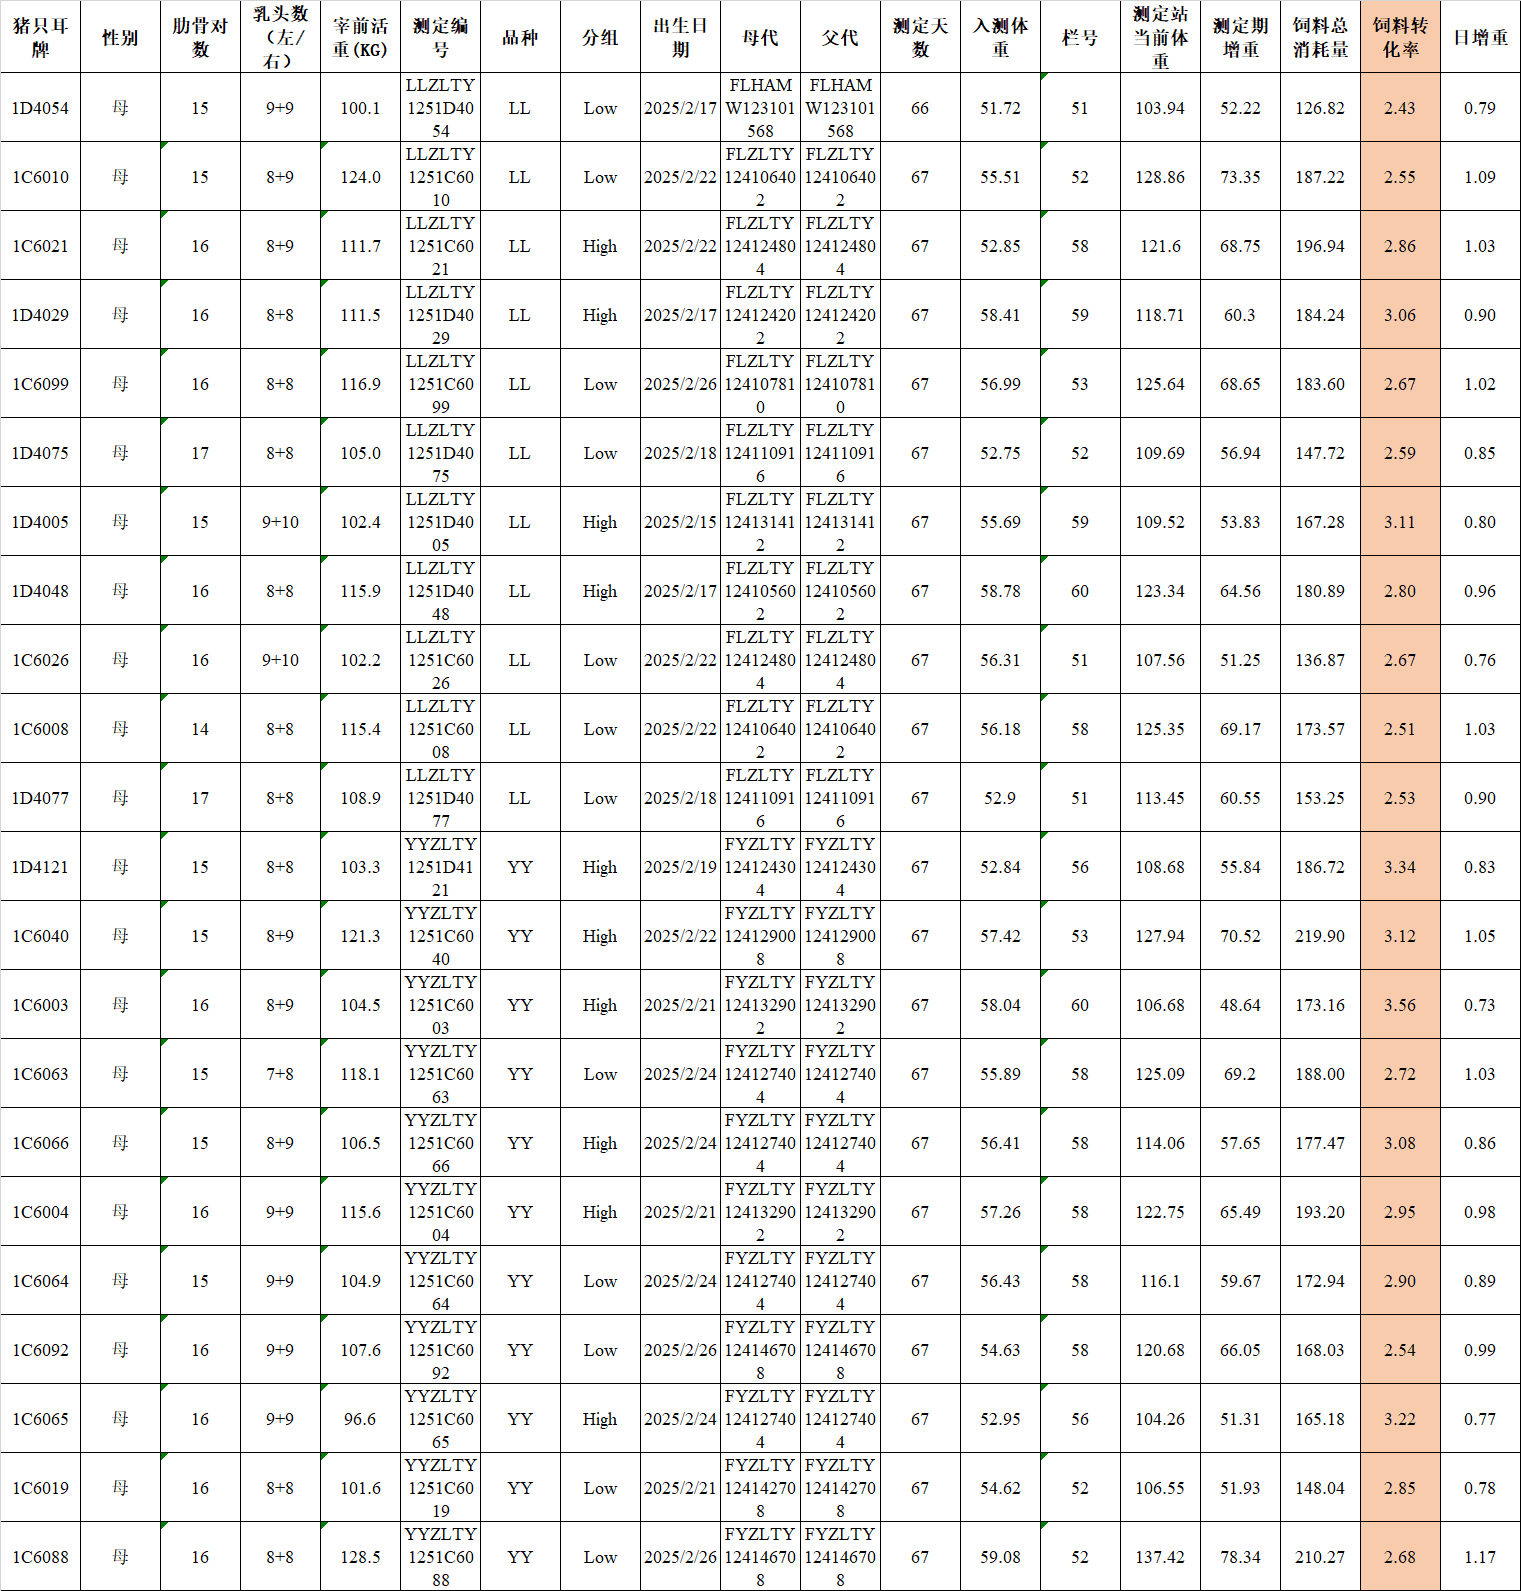 猪只耳牌 性别 肋骨对数 乳头数（左/右） 宰前活重(KG) 测定编号 品种 分组 出生日期 母代 父代 测定天数 入测体重 栏号 测定站当前体重 测定期增重 饲料总消耗量 饲料转化率 日增重
1D4054 母 15 9+9 100.1 LLZLTY1251D4054 LL Low 2025/2/17 FLHAMW123101568 FLHAMW123101568 66 51.72 51 103.94 52.22 126.82 2.43 0.79
1C6010 母 15 8+9 124.0 LLZLTY1251C6010 LL Low 2025/2/22 FLZLTY124106402 FLZLTY124106402 67 55.51 52 128.86 73.35 187.22 2.55 1.09
1C6021 母 16 8+9 111.7 LLZLTY1251C6021 LL High 2025/2/22 FLZLTY124124804 FLZLTY124124804 67 52.85 58 121.6 68.75 196.94 2.86 1.03
1D4029 母 16 8+8 111.5 LLZLTY1251D4029 LL High 2025/2/17 FLZLTY124124202 FLZLTY124124202 67 58.41 59 118.71 60.3 184.24 3.06 0.90
1C6099 母 16 8+8 116.9 LLZLTY1251C6099 LL Low 2025/2/26 FLZLTY124107810 FLZLTY124107810 67 56.99 53 125.64 68.65 183.60 2.67 1.02
1D4075 母 17 8+8 105.0 LLZLTY1251D4075 LL Low 2025/2/18 FLZLTY124110916 FLZLTY124110916 67 52.75 52 109.69 56.94 147.72 2.59 0.85
1D4005 母 15 9+10 102.4 LLZLTY1251D4005 LL High 2025/2/15 FLZLTY124131412 FLZLTY124131412 67 55.69 59 109.52 53.83 167.28 3.11 0.80
1D4048 母 16 8+8 115.9 LLZLTY1251D4048 LL High 2025/2/17 FLZLTY124105602 FLZLTY124105602 67 58.78 60 123.34 64.56 180.89 2.80 0.96
1C6026 母 16 9+10 102.2 LLZLTY1251C6026 LL Low 2025/2/22 FLZLTY124124804 FLZLTY124124804 67 56.31 51 107.56 51.25 136.87 2.67 0.76
1C6008 母 14 8+8 115.4 LLZLTY1251C6008 LL Low 2025/2/22 FLZLTY124106402 FLZLTY124106402 67 56.18 58 125.35 69.17 173.57 2.51 1.03
1D4077 母 17 8+8 108.9 LLZLTY1251D4077 LL Low 2025/2/18 FLZLTY124110916 FLZLTY124110916 67 52.9 51 113.45 60.55 153.25 2.53 0.90
1D4121 母 15 8+8 103.3 YYZLTY1251D4121 YY High 2025/2/19 FYZLTY124124304 FYZLTY124124304 67 52.84 56 108.68 55.84 186.72 3.34 0.83
1C6040 母 15 8+9 121.3 YYZLTY1251C6040 YY High 2025/2/22 FYZLTY124129008 FYZLTY124129008 67 57.42 53 127.94 70.52 219.90 3.12 1.05
1C6003 母 16 8+9 104.5 YYZLTY1251C6003 YY High 2025/2/21 FYZLTY124132902 FYZLTY124132902 67 58.04 60 106.68 48.64 173.16 3.56 0.73
1C6063 母 15 7+8 118.1 YYZLTY1251C6063 YY Low 2025/2/24 FYZLTY124127404 FYZLTY124127404 67 55.89 58 125.09 69.2 188.00 2.72 1.03
1C6066 母 15 8+9 106.5 YYZLTY1251C6066 YY High 2025/2/24 FYZLTY124127404 FYZLTY124127404 67 56.41 58 114.06 57.65 177.47 3.08 0.86
1C6004 母 16 9+9 115.6 YYZLTY1251C6004 YY High 2025/2/21 FYZLTY124132902 FYZLTY124132902 67 57.26 58 122.75 65.49 193.20 2.95 0.98
1C6064 母 15 9+9 104.9 YYZLTY1251C6064 YY Low 2025/2/24 FYZLTY124127404 FYZLTY124127404 67 56.43 58 116.1 59.67 172.94 2.90 0.89
1C6092 母 16 9+9 107.6 YYZLTY1251C6092 YY Low 2025/2/26 FYZLTY124146708 FYZLTY124146708 67 54.63 58 120.68 66.05 168.03 2.54 0.99
1C6065 母 16 9+9 96.6 YYZLTY1251C6065 YY High 2025/2/24 FYZLTY124127404 FYZLTY124127404 67 52.95 56 104.26 51.31 165.18 3.22 0.77
1C6019 母 16 8+8 101.6 YYZLTY1251C6019 YY Low 2025/2/21 FYZLTY124142708 FYZLTY124142708 67 54.62 52 106.55 51.93 148.04 2.85 0.78
1C6088 母 16 8+8 128.5 YYZLTY1251C6088 YY Low 2025/2/26 FYZLTY124146708 FYZLTY124146708 67 59.08 52 137.42 78.34 210.27 2.68 1.17